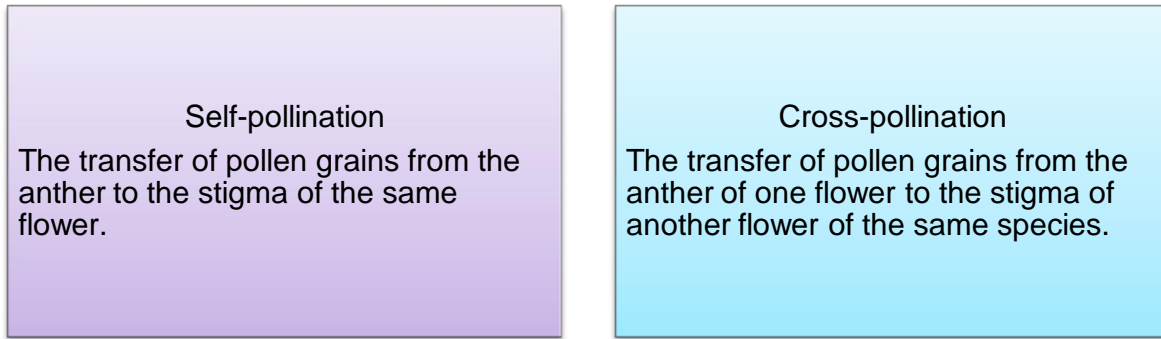 Self-pollination
The transfer of pollen grains from the
anther to the stigma of the same
flower.
Cross-pollination
The transfer of pollen grains from the
anther of one flower to the stigma of
another flower of the same species.